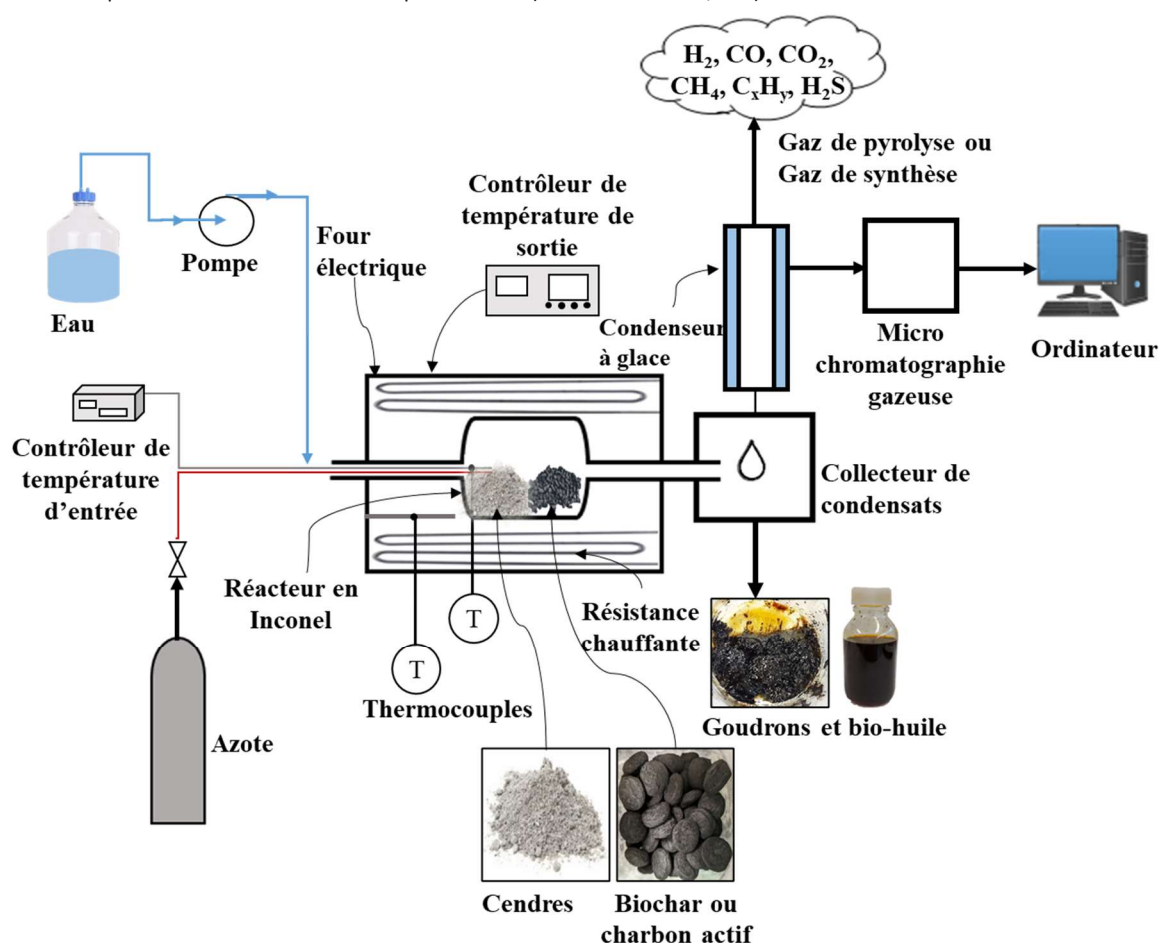 H2, CO, CO2,
CH4, CxHy, H2S
Gaz de pyrolyse ou
Gaz de synthèse
Contrôleur de
température de
sortie
Four
électrique
Pompe
Eau
Condenseur
à glace
Micro
chromatographie
gazeuse
Ordinateur
Contrôleur de
température
d'entrée
Collecteur de
condensats
Réacteur en
Inconel
T
T
Résistance
chauffante
Thermocouples
Goudrons et bio-huile
Azote
Cendres
Biochar ou
charbon actif